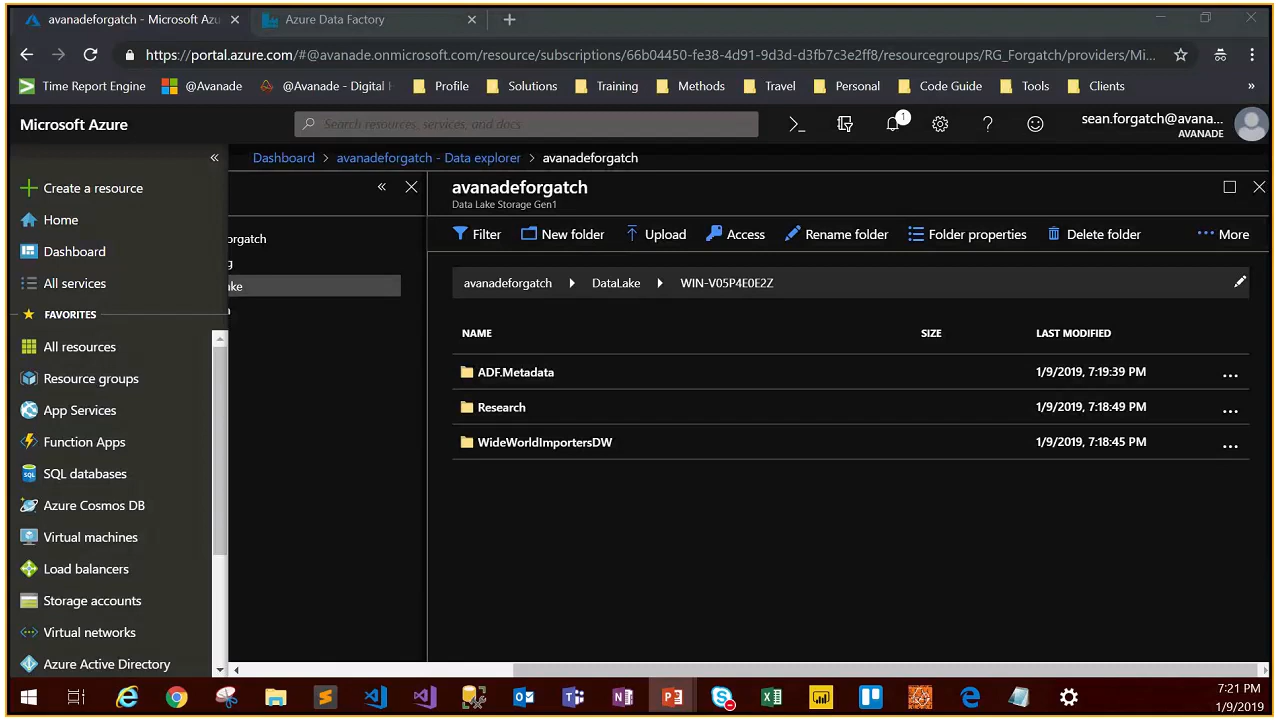 avanadeforgatch - Microsoft Azu
Azure Data Factory
https://portal.azure.com/#@avanade.onmicrosoft.com/resource/subscriptions/66b04450-fe38-4d91-9d3d-d3fb7c3e2ff8/resourcegroups/RG_Forgatch/providers/Mi...
Time Report Engine @Avanade @Avanade - Digital Profile Solutions Training Methods Travel Personal Code Guide Tools Clients »
Microsoft Azure
Search resources, services, and docs
1
sean.forgatch@avana...
AVANADE
Dashboard > avanadeforgatch - Data explorer > avanadeforgatch
Create a resource
Home
Dashboard
All services
FAVORITES
All resources
Resource groups
App Services
Function Apps
SQL databases
Azure Cosmos DB
Virtual machines
Load balancers
Storage accounts
Virtual networks
Azure Active Directory
orgatch
g
ake
avanadeforgatch
Data Lake Storage Gen1
Filter New folder Upload Access Rename folder Folder properties Delete folder More
avanadeforgatch DataLake WIN-V05P4E0E2Z
NAME SIZE LAST MODIFIED
ADF.Metadata 1/9/2019, 7:19:39 PM ...
Research 1/9/2019, 7:18:49 PM ...
WideWorldImportersDW 1/9/2019, 7:18:45 PM ...
7:21 PM
1/9/2019